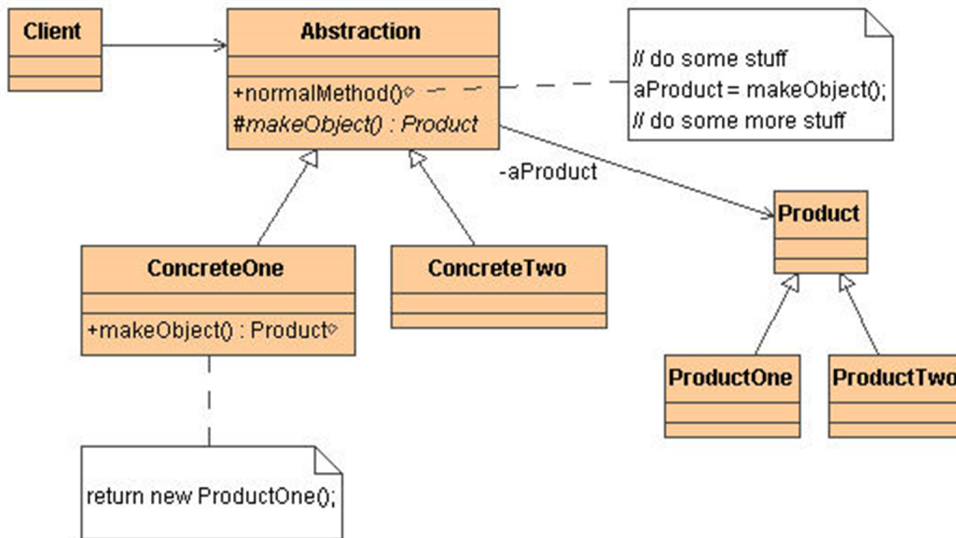 Client
Abstraction
+normalMethod()
#makeObject() : Product
// do some stuff
aProduct = makeObject();
// do some more stuff
-aProduct
Product
ConcreteOne
+makeObject() : Product
ConcreteTwo
ProductOne
ProductTwo
return new ProductOne();